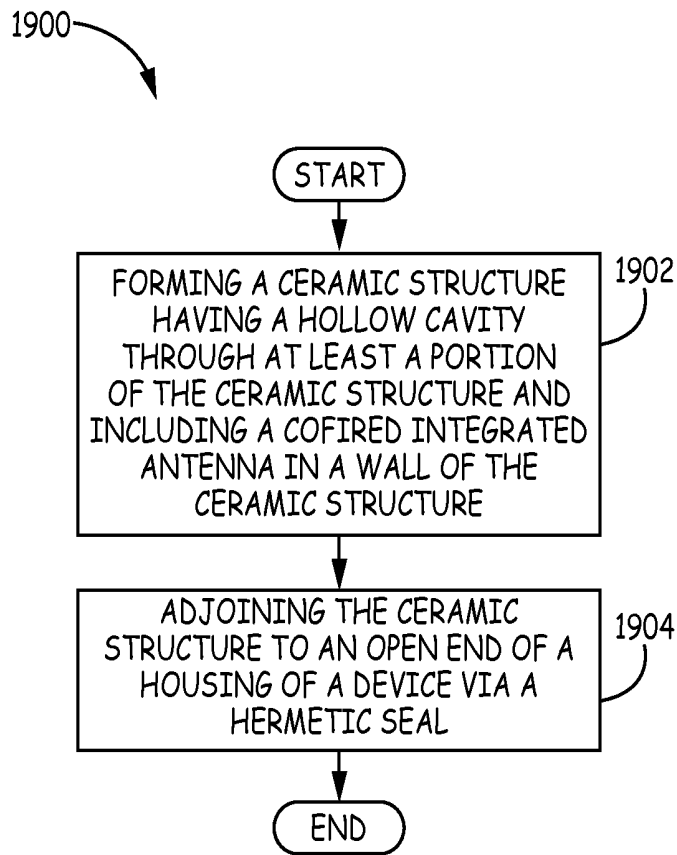 1900
START
FORMING A CERAMIC STRUCTURE
HAVING A HOLLOW CAVITY
THROUGH AT LEAST A PORTION
OF THE CERAMIC STRUCTURE AND
INCLUDING A COFIRED INTEGRATED
ANTENNA IN A WALL OF THE
CERAMIC STRUCTURE
1902
ADJOINING THE CERAMIC
STRUCTURE TO AN OPEN END OF A
HOUSING OF A DEVICE VIA A
HERMETIC SEAL
1904
END